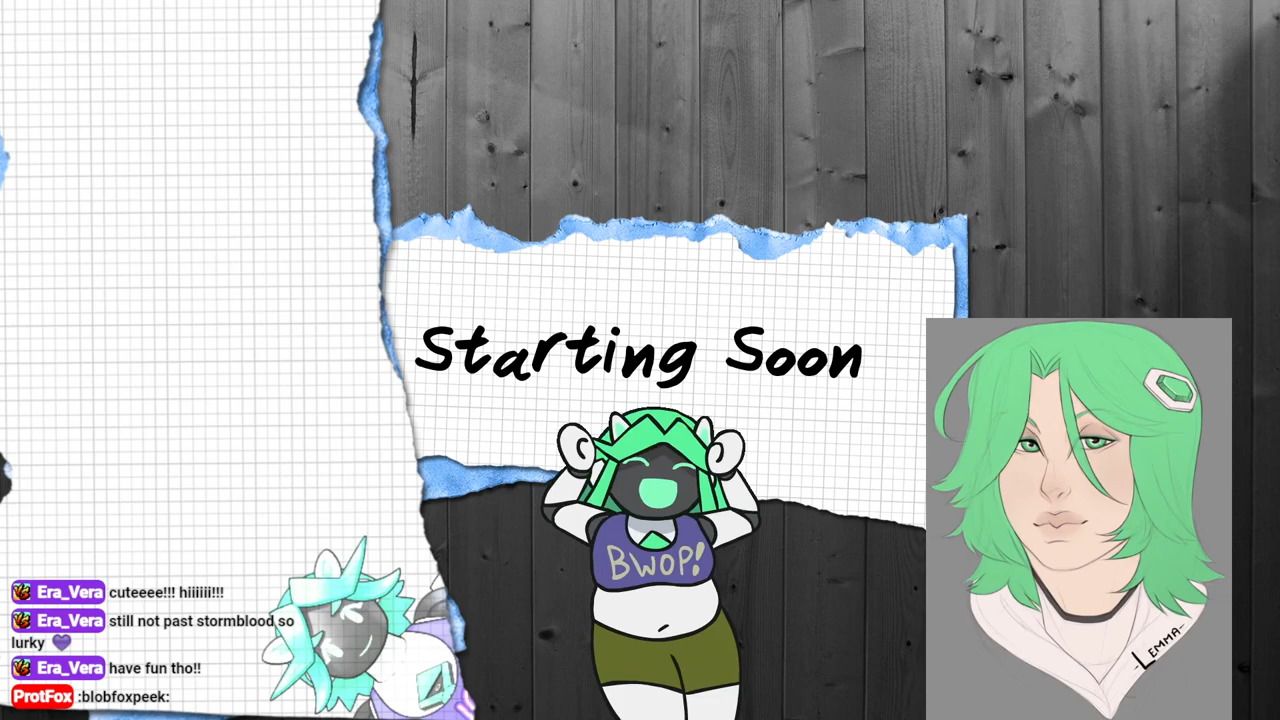 Starting Soon
BWOP!
-LEMMA-
Era_Vera cuteeee!!! hiiiiii!!!
Era_Vera still not past stormblood so
lurky 💜
Era_Vera have fun tho!!
ProtFox :blobfoxpeek: